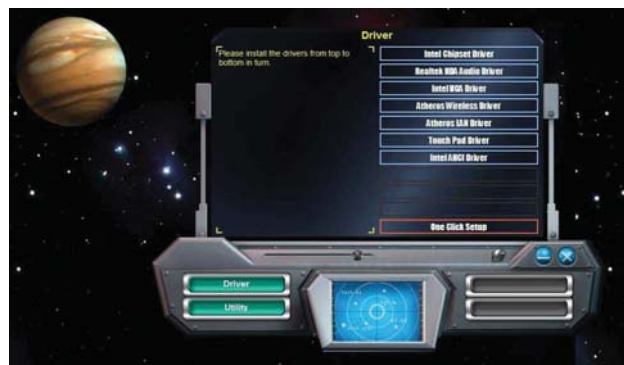 Driver
Please install the drivers from top to
bottom in turn.
Intel Chipset Driver
Realtek HDA Audio Driver
Intel VGA Driver
Atheros Wireless Driver
Atheros LAN Driver
Touch Pad Driver
Intel AHCI Driver
One Click Setup
Driver
Utility